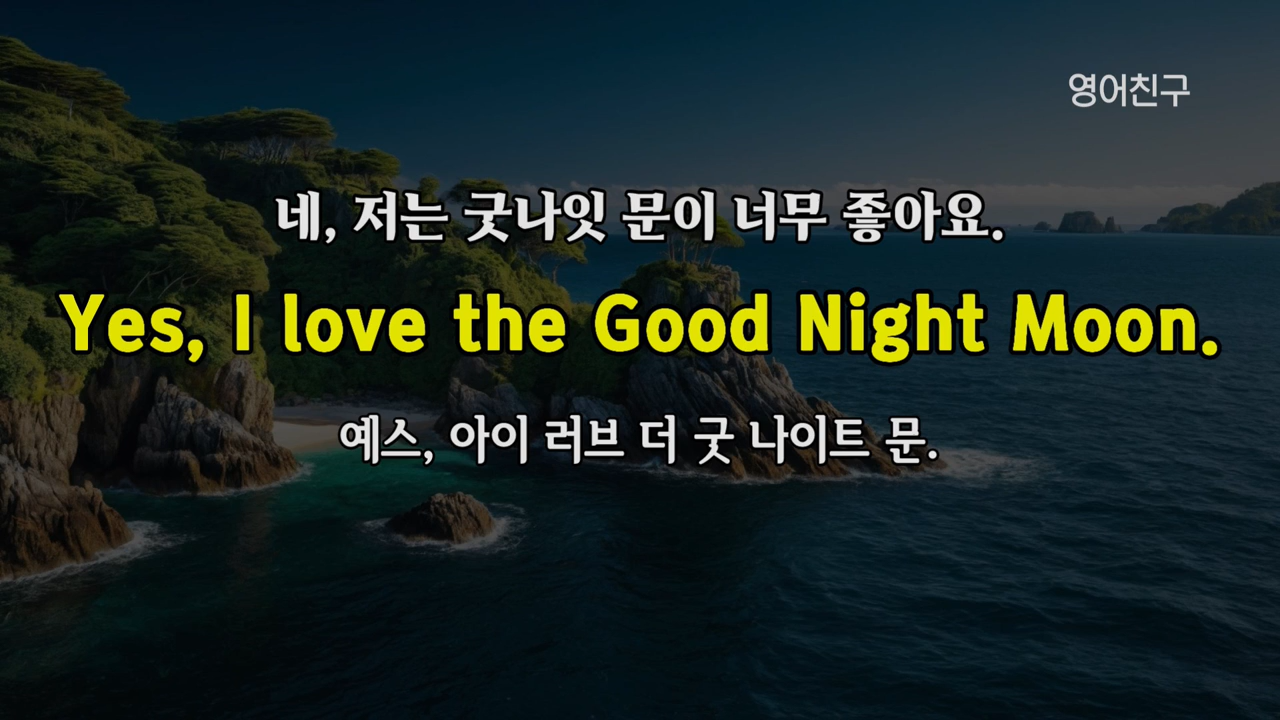 영어친구
네, 저는 굿나잇 문이 너무 좋아요.
Yes, I love the Good Night Moon.
예스, 아이 러브 더 굿 나이트 문.